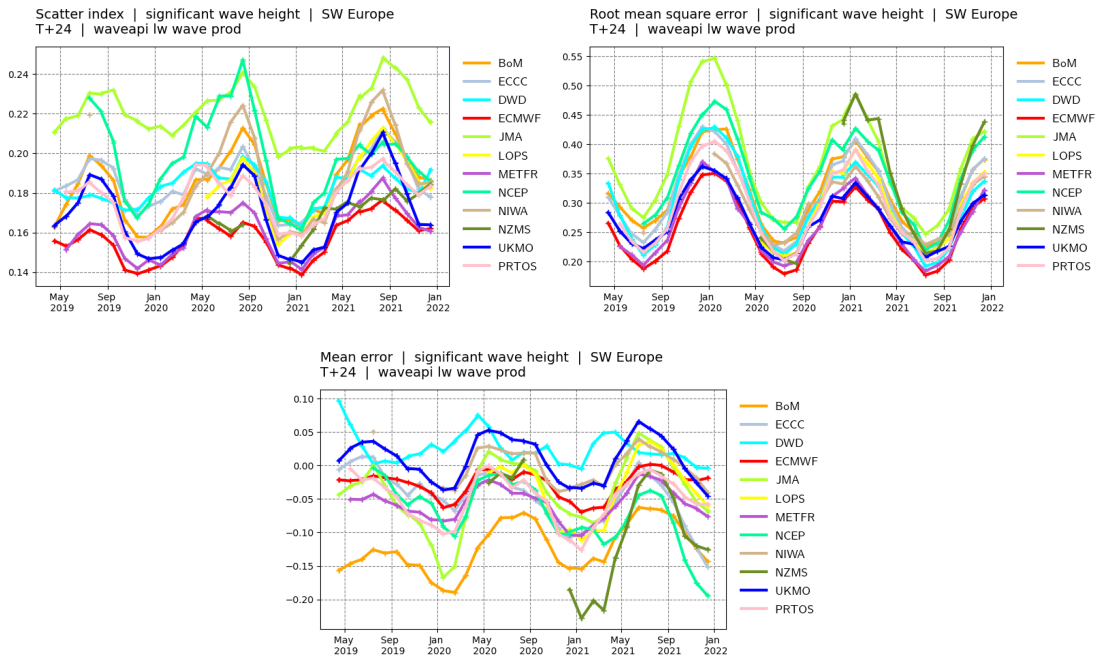 Scatter index | significant wave height | SW Europe
T+24 | waveapi lw wave prod
0.24
0.22
0.20
0.18
0.16
0.14
May 2019
Sep 2019
Jan 2020
May 2020
Sep 2020
Jan 2021
May 2021
Sep 2021
Jan 2022
BoM
ECCC
DWD
ECMWF
JMA
LOPS
METFR
NCEP
NIWA
NZMS
UKMO
PRTOS
Root mean square error | significant wave height | SW Europe
T+24 | waveapi lw wave prod
0.55
0.50
0.45
0.40
0.35
0.30
0.25
0.20
May 2019
Sep 2019
Jan 2020
May 2020
Sep 2020
Jan 2021
May 2021
Sep 2021
Jan 2022
BoM
ECCC
DWD
ECMWF
JMA
LOPS
METFR
NCEP
NIWA
NZMS
UKMO
PRTOS
Mean error | significant wave height | SW Europe
T+24 | waveapi lw wave prod
0.10
0.05
0.00
−0.05
−0.10
−0.15
−0.20
May 2019
Sep 2019
Jan 2020
May 2020
Sep 2020
Jan 2021
May 2021
Sep 2021
Jan 2022
BoM
ECCC
DWD
ECMWF
JMA
LOPS
METFR
NCEP
NIWA
NZMS
UKMO
PRTOS